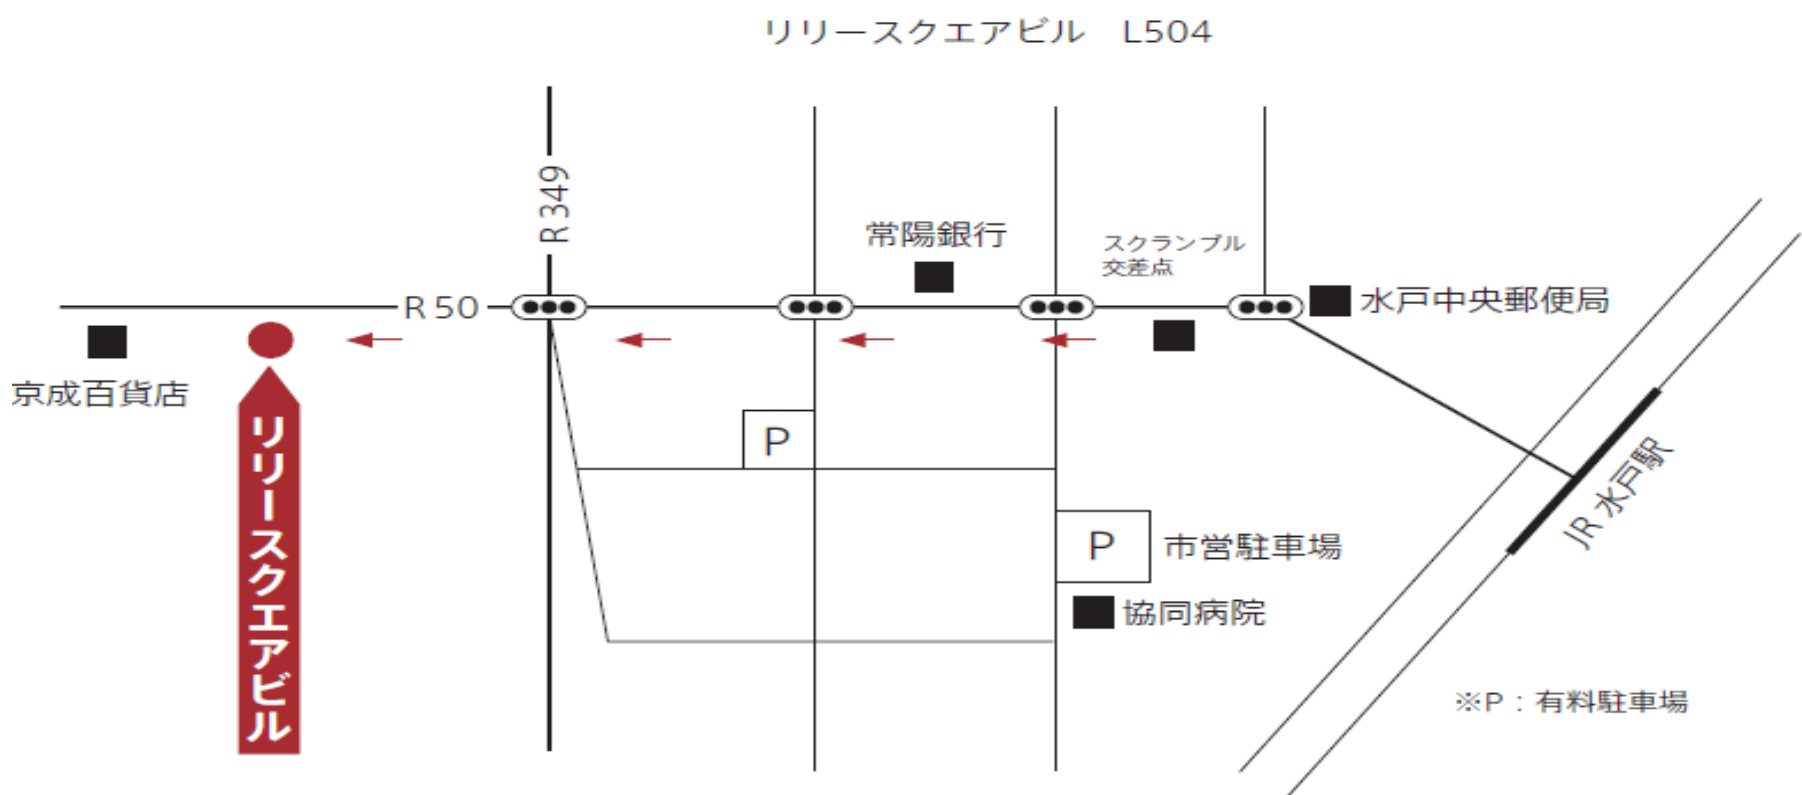 リリースクエアビル　L504
R349
常陽銀行
スクランブル
交差点
R50
水戸中央郵便局
京成百貨店
リリースクエアビル
P
JR 水戸駅
P
市営駐車場
協同病院
※P：有料駐車場